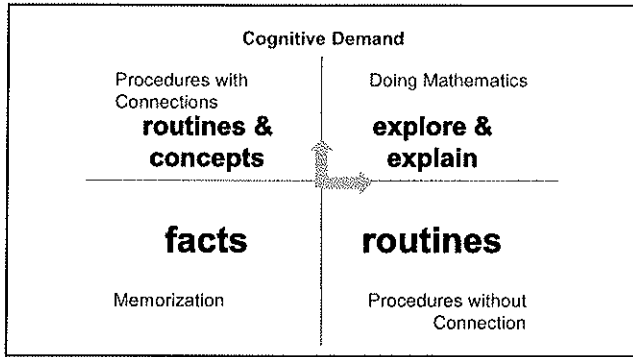 Cognitive Demand
Procedures with
Connections
routines &
concepts
Doing Mathematics
explore &
explain
facts
routines
Memorization
Procedures without
Connection